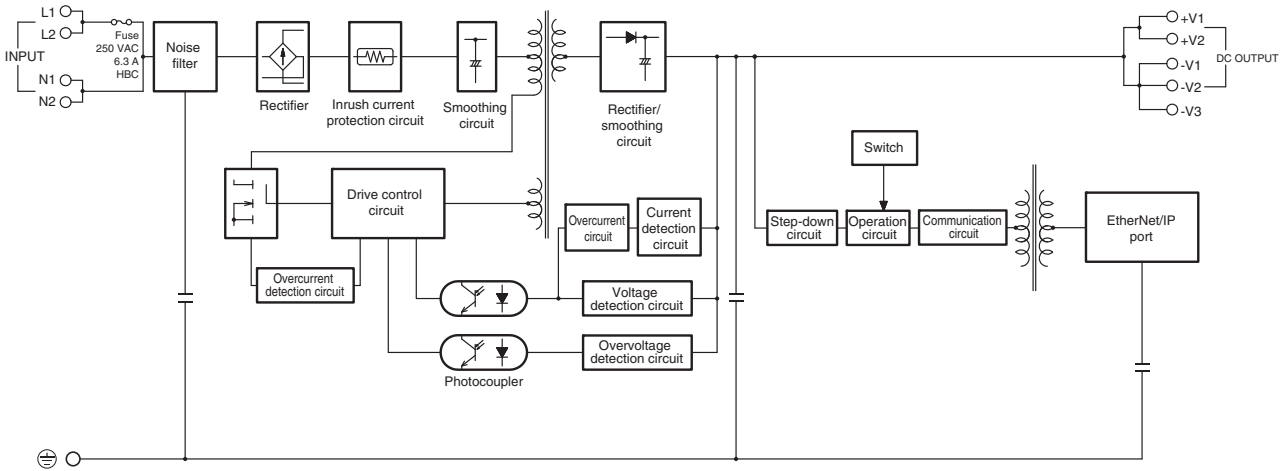 L1
L2
INPUT
N1
N2
Fuse
250 VAC
6.3 A
HBC
Noise
filter
Rectifier
Inrush current
protection circuit
Smoothing
circuit
Rectifier/
smoothing
circuit
+V1
+V2
-V1
-V2
-V3
DC OUTPUT
Drive control
circuit
Overcurrent
detection circuit
Overcurrent
circuit
Current
detection
circuit
Voltage
detection circuit
Overvoltage
detection circuit
Photocoupler
Switch
Step-down
circuit
Operation
circuit
Communication
circuit
EtherNet/IP
port